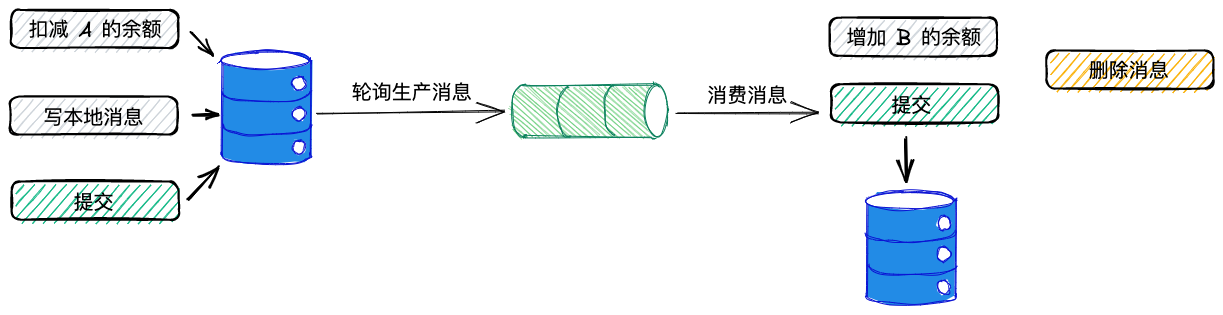 扣减 A 的余额
写本地消息
提交
轮询生产消息
消费消息
增加 B 的余额
提交
删除消息